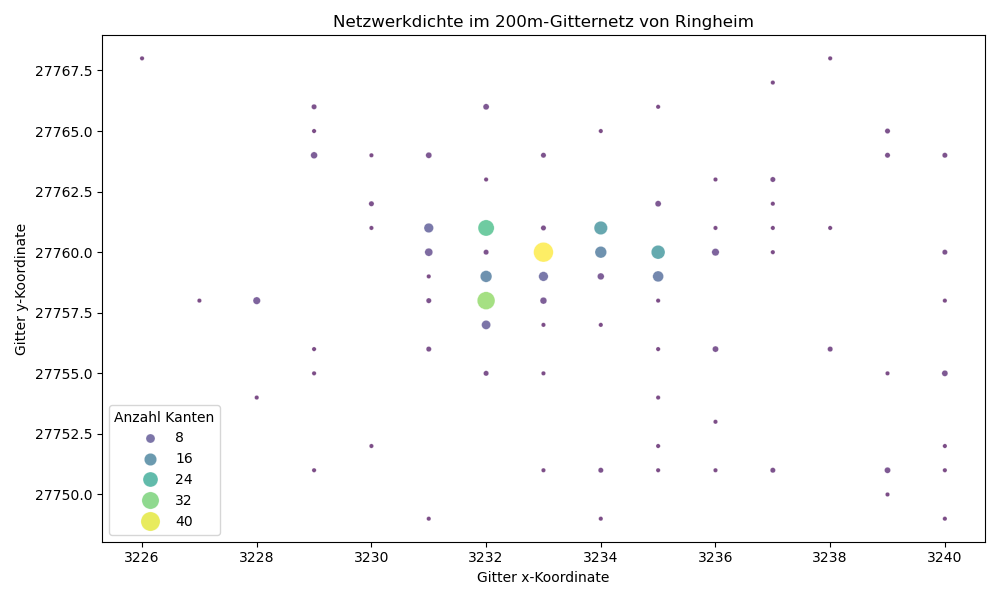 Netzwerkdichte im 200m-Gitternetz von Ringheim
Gitter y-Koordinate
27767.5
27765.0
27762.5
27760.0
27757.5
27755.0
27752.5
27750.0
Anzahl Kanten
8
16
24
32
40
3226 3228 3230 3232 3234 3236 3238 3240
Gitter x-Koordinate